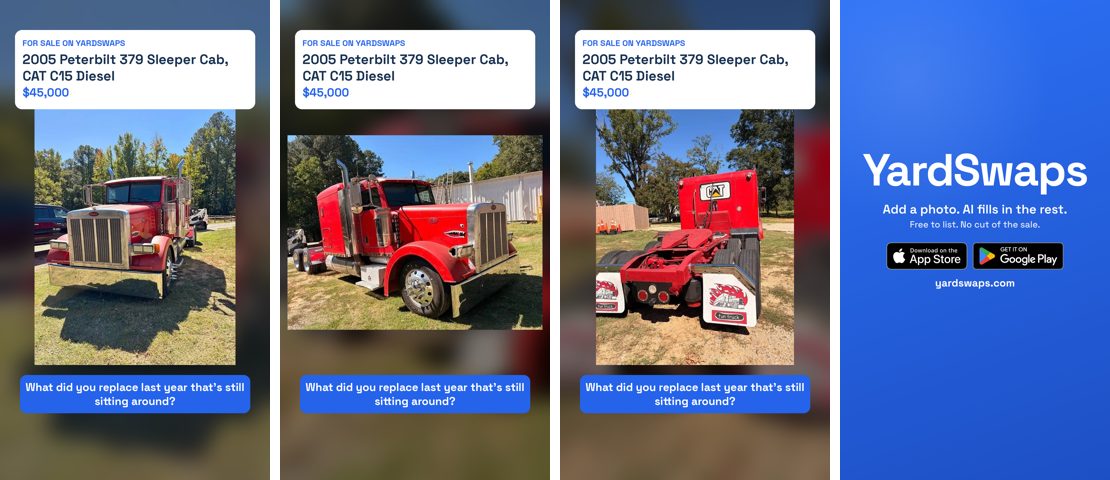 FOR SALE ON YARDSWAPS
2005 Peterbilt 379 Sleeper Cab,
CAT C15 Diesel
$45,000
What did you replace last year that's still
sitting around?
FOR SALE ON YARDSWAPS
2005 Peterbilt 379 Sleeper Cab,
CAT C15 Diesel
$45,000
What did you replace last year that's still
sitting around?
FOR SALE ON YARDSWAPS
2005 Peterbilt 379 Sleeper Cab,
CAT C15 Diesel
$45,000
CAT
What did you replace last year that's still
sitting around?
YardSwaps
Add a photo. AI fills in the rest.
Free to list. No cut of the sale.
Download on the
App Store
GET IT ON
Google Play
yardswaps.com